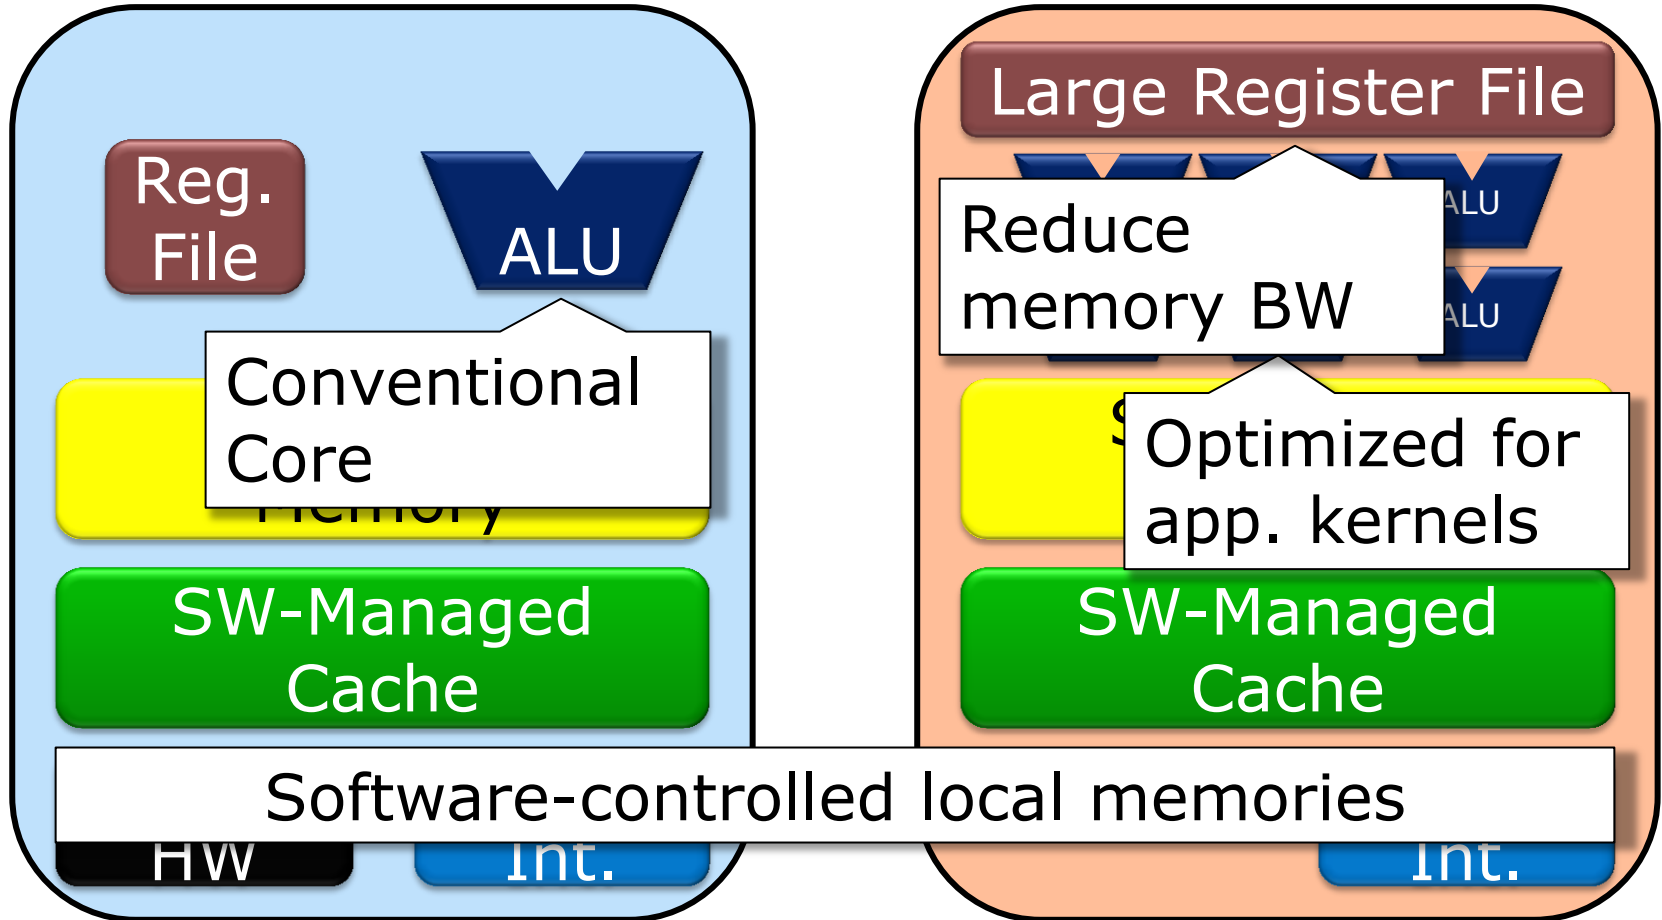 Large Register File
Reg.
File
ALU
ALU
Reduce
memory BW
ALU
Conventional
Core
Memory
Optimized for
app. kernels
SW-Managed
Cache
SW-Managed
Cache
Software-controlled local memories
HW
Int.
Int.